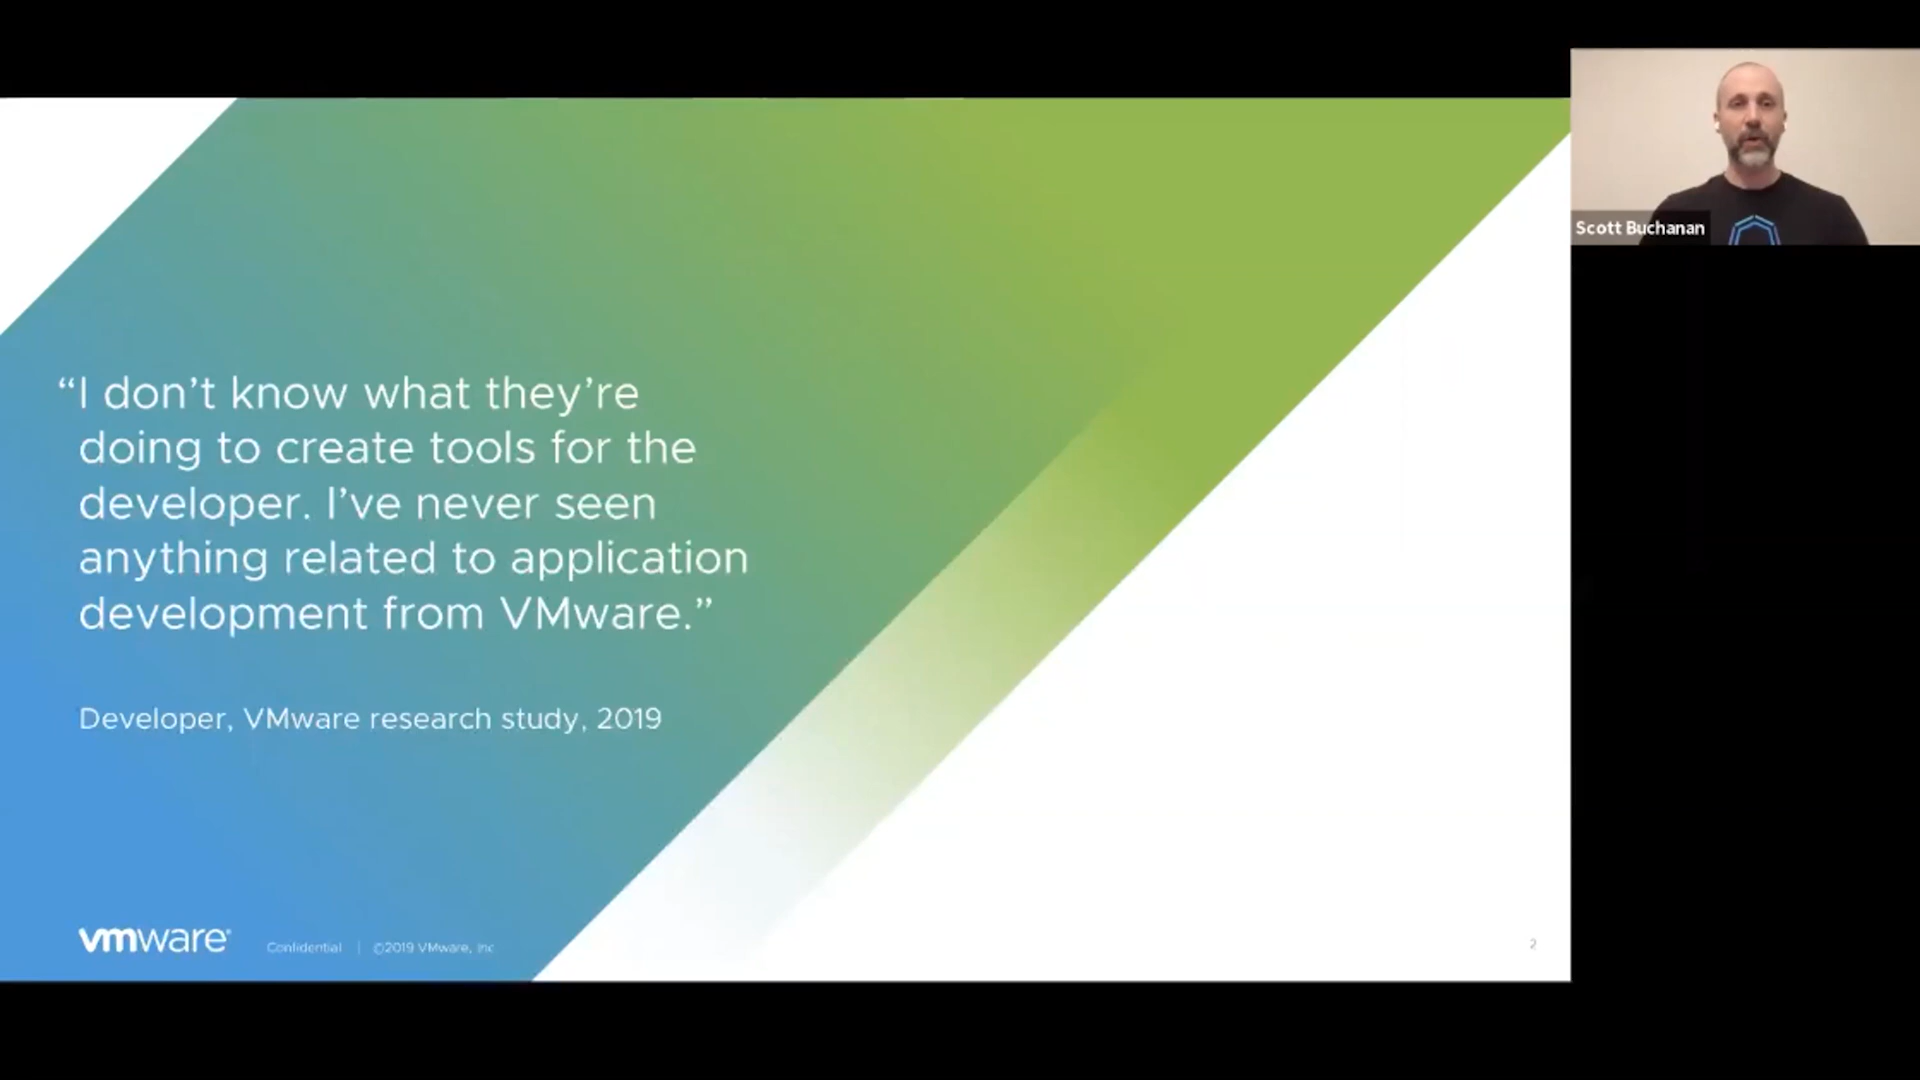 “I don’t know what they’re
doing to create tools for the
developer. I’ve never seen
anything related to application
development from VMware.”
Developer, VMware research study, 2019
vmware®
Confidential | ©2019 VMware, Inc.
2
Scott Buchanan